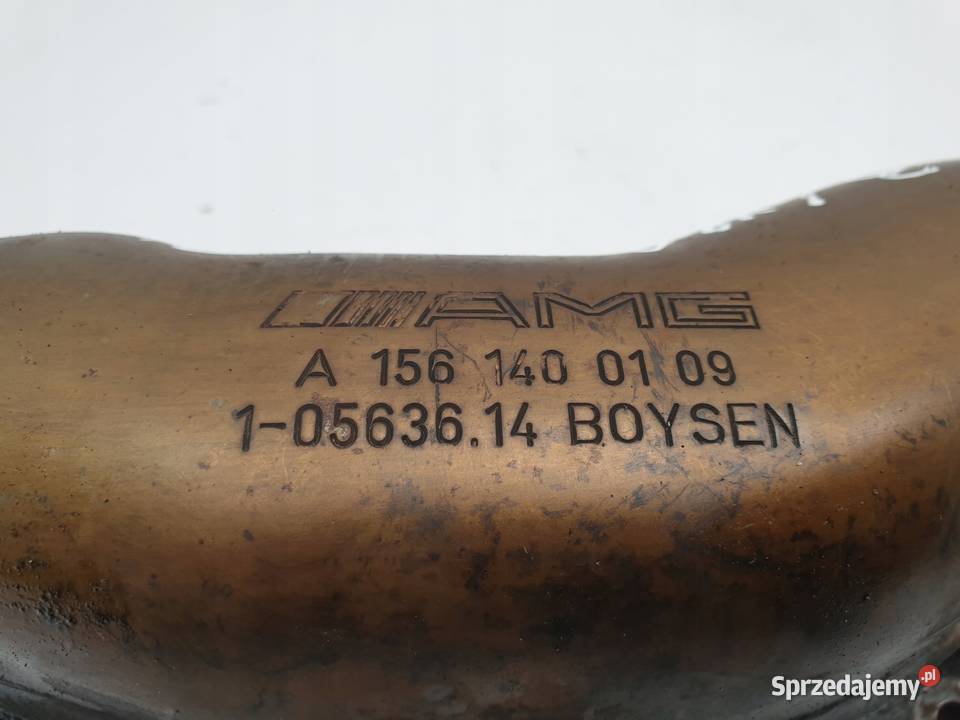 AMG
A 156 140 01 09
1-05636.14 BOYSEN
Sprzedajemy.pl